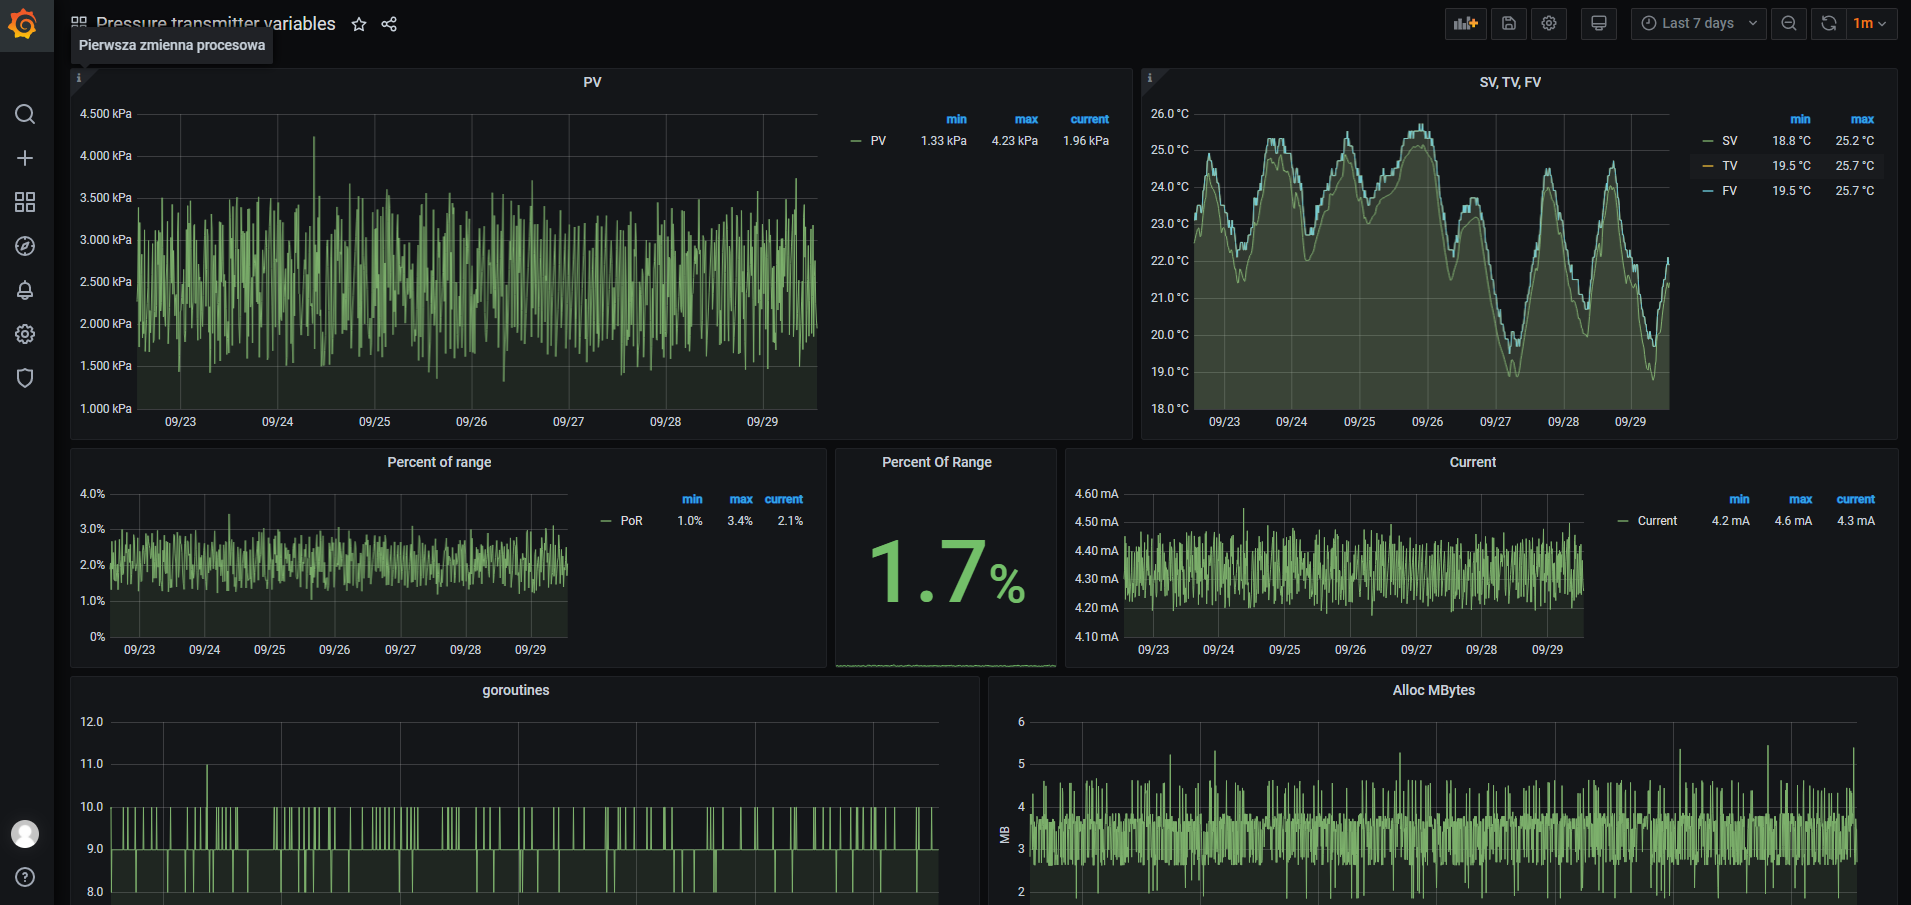 Pressure transmitter variables
Last 7 days
1m
Pierwsza zmienna procesowa
PV
min max current
PV 1.33 kPa 4.23 kPa 1.96 kPa
4.500 kPa
4.000 kPa
3.500 kPa
3.000 kPa
2.500 kPa
2.000 kPa
1.500 kPa
1.000 kPa
09/23 09/24 09/25 09/26 09/27 09/28 09/29
SV, TV, FV
min max
SV 18.8 °C 25.2 °C
TV 19.5 °C 25.7 °C
FV 19.5 °C 25.7 °C
26.0 °C
25.0 °C
24.0 °C
23.0 °C
22.0 °C
21.0 °C
20.0 °C
19.0 °C
18.0 °C
09/23 09/24 09/25 09/26 09/27 09/28 09/29
Percent of range
min max current
PoR 1.0% 3.4% 2.1%
4.0%
3.0%
2.0%
1.0%
0%
09/23 09/24 09/25 09/26 09/27 09/28 09/29
Percent Of Range
1.7%
Current
min max current
Current 4.2 mA 4.6 mA 4.3 mA
4.60 mA
4.50 mA
4.40 mA
4.30 mA
4.20 mA
4.10 mA
09/23 09/24 09/25 09/26 09/27 09/28 09/29
goroutines
12.0
11.0
10.0
9.0
8.0
Alloc MBytes
MB
6
5
4
3
2